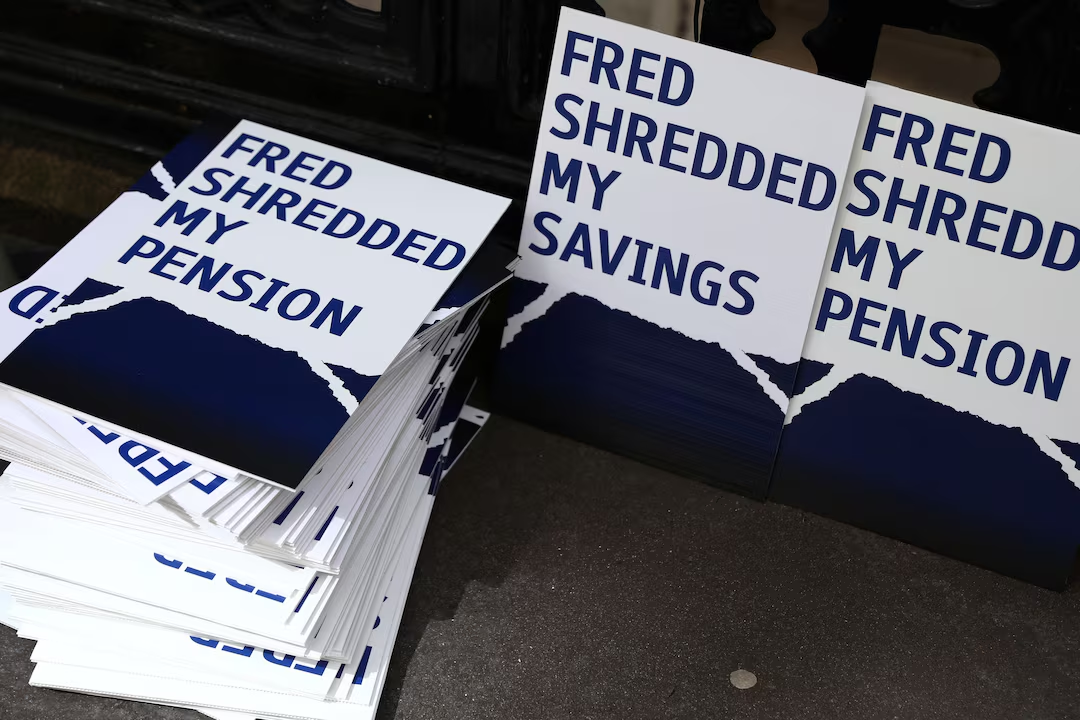 FRED
SHREDDED
MY
PENSION
FRED
SHREDDED
MY
SAVINGS
FRED
SHREDD
MY
PENSION